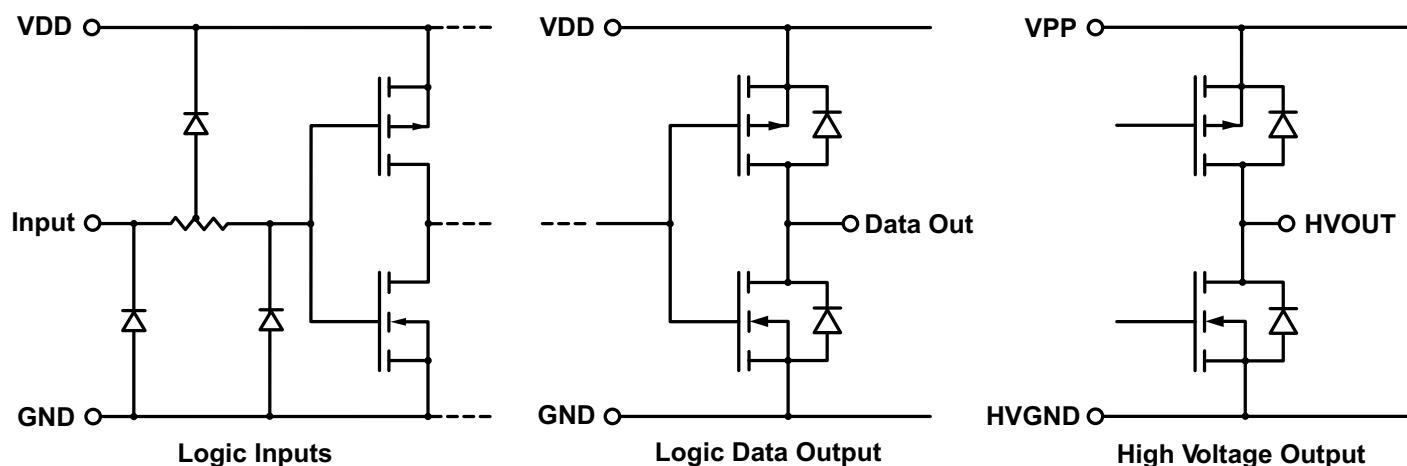 VDD
Input
GND
Logic Inputs
VDD
Data Out
GND
Logic Data Output
VPP
HVOUT
HVGND
High Voltage Output